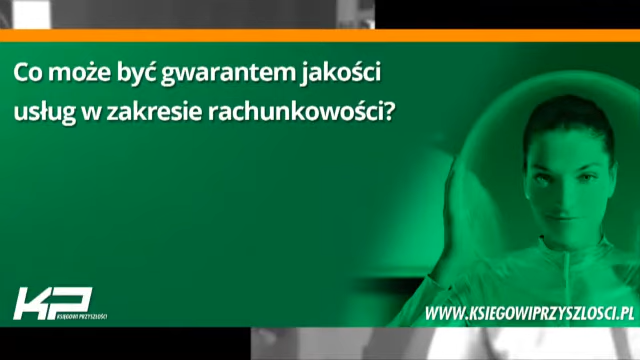 Co może być gwarantem jakości
usług w zakresie rachunkowości?
KP
KSIĘGOWI PRZYSZŁOŚCI
WWW.KSIEGOWIPRZYSZLOSCI.PL